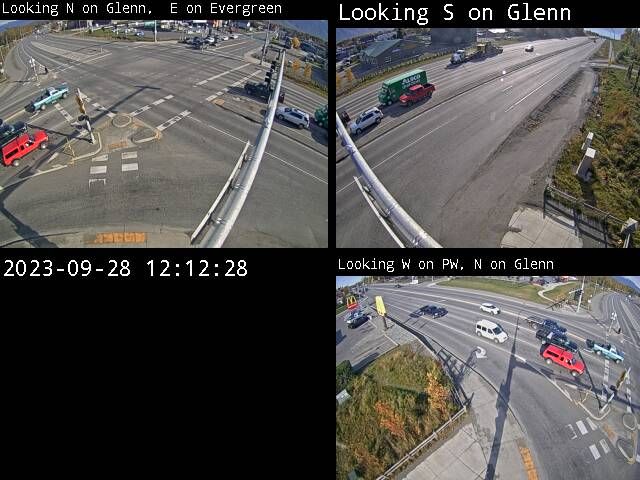 Looking N on Glenn,  E on Evergreen
Looking S on Glenn
ALSCO
2023-09-28 12:12:28
Looking W on PW, N on Glenn